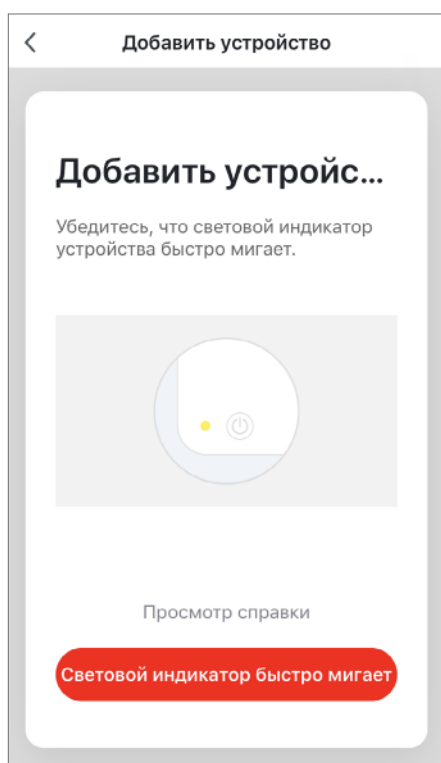 Добавить устройство
Добавить устройс...
Убедитесь, что световой индикатор
устройства быстро мигает.
Просмотр справки
Световой индикатор быстро мигает